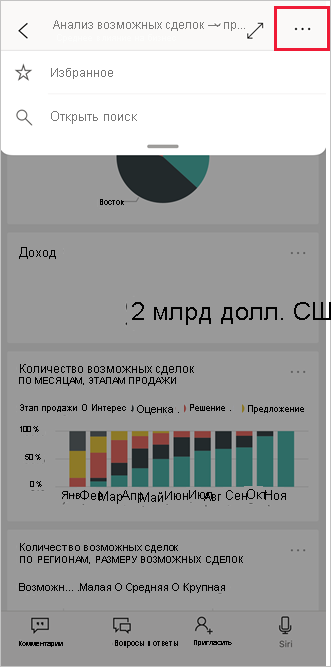 Анализ возможных сделок — пр...
Избранное
Открыть поиск
Восток
Доход
2 млрд долл. СШ
Количество возможных сделок
ПО МЕСЯЦАМ, ЭТАПАМ ПРОДАЖИ
Этап продажи О Интерес Оценка . Решение . Предложение
100 %
50 %
0 %
Янв Фев Мар Апр Май Июн Июл Авг Сен Окт Ноя
Количество возможных сделок
ПО РЕГИОНАМ, РАЗМЕРУ ВОЗМОЖНЫХ СДЕЛОК
Возможн... .Малая О Средняя О Крупная
Комментарии Вопросы и ответы Пригласить Siri